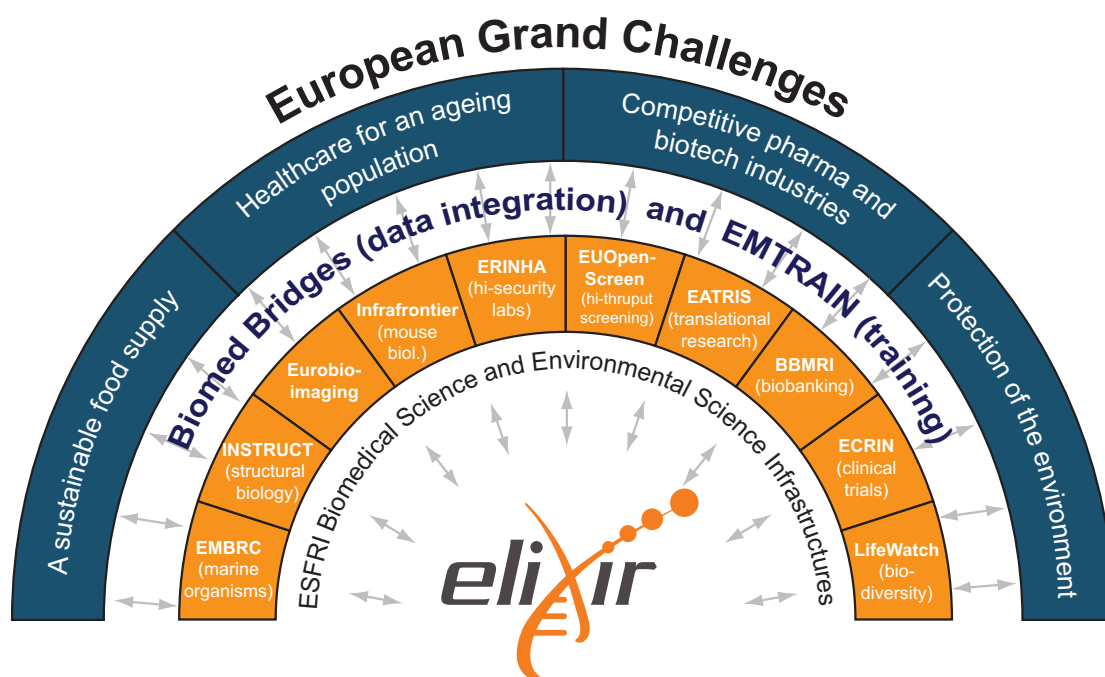 European Grand Challenges
A sustainable food supply
Healthcare for an ageing
population
Competitive pharma and
biotech industries
Protection of the environment
Biomed Bridges (data integration) and EMTRAIN (training)
EMBRC
(marine
organisms)
INSTRUCT
(structural
biology)
Eurobio-
imaging
Infrafrontier
(mouse
biol.)
ERINHA
(hi-security
labs)
EUOpen-
Screen
(hi-thruput
screening)
EATRIS
(translational
research)
BBMRI
(biobanking)
ECRIN
(clinical
trials)
LifeWatch
(bio-
diversity)
ESFRI Biomedical Science and Environmental Science Infrastructures
elixir